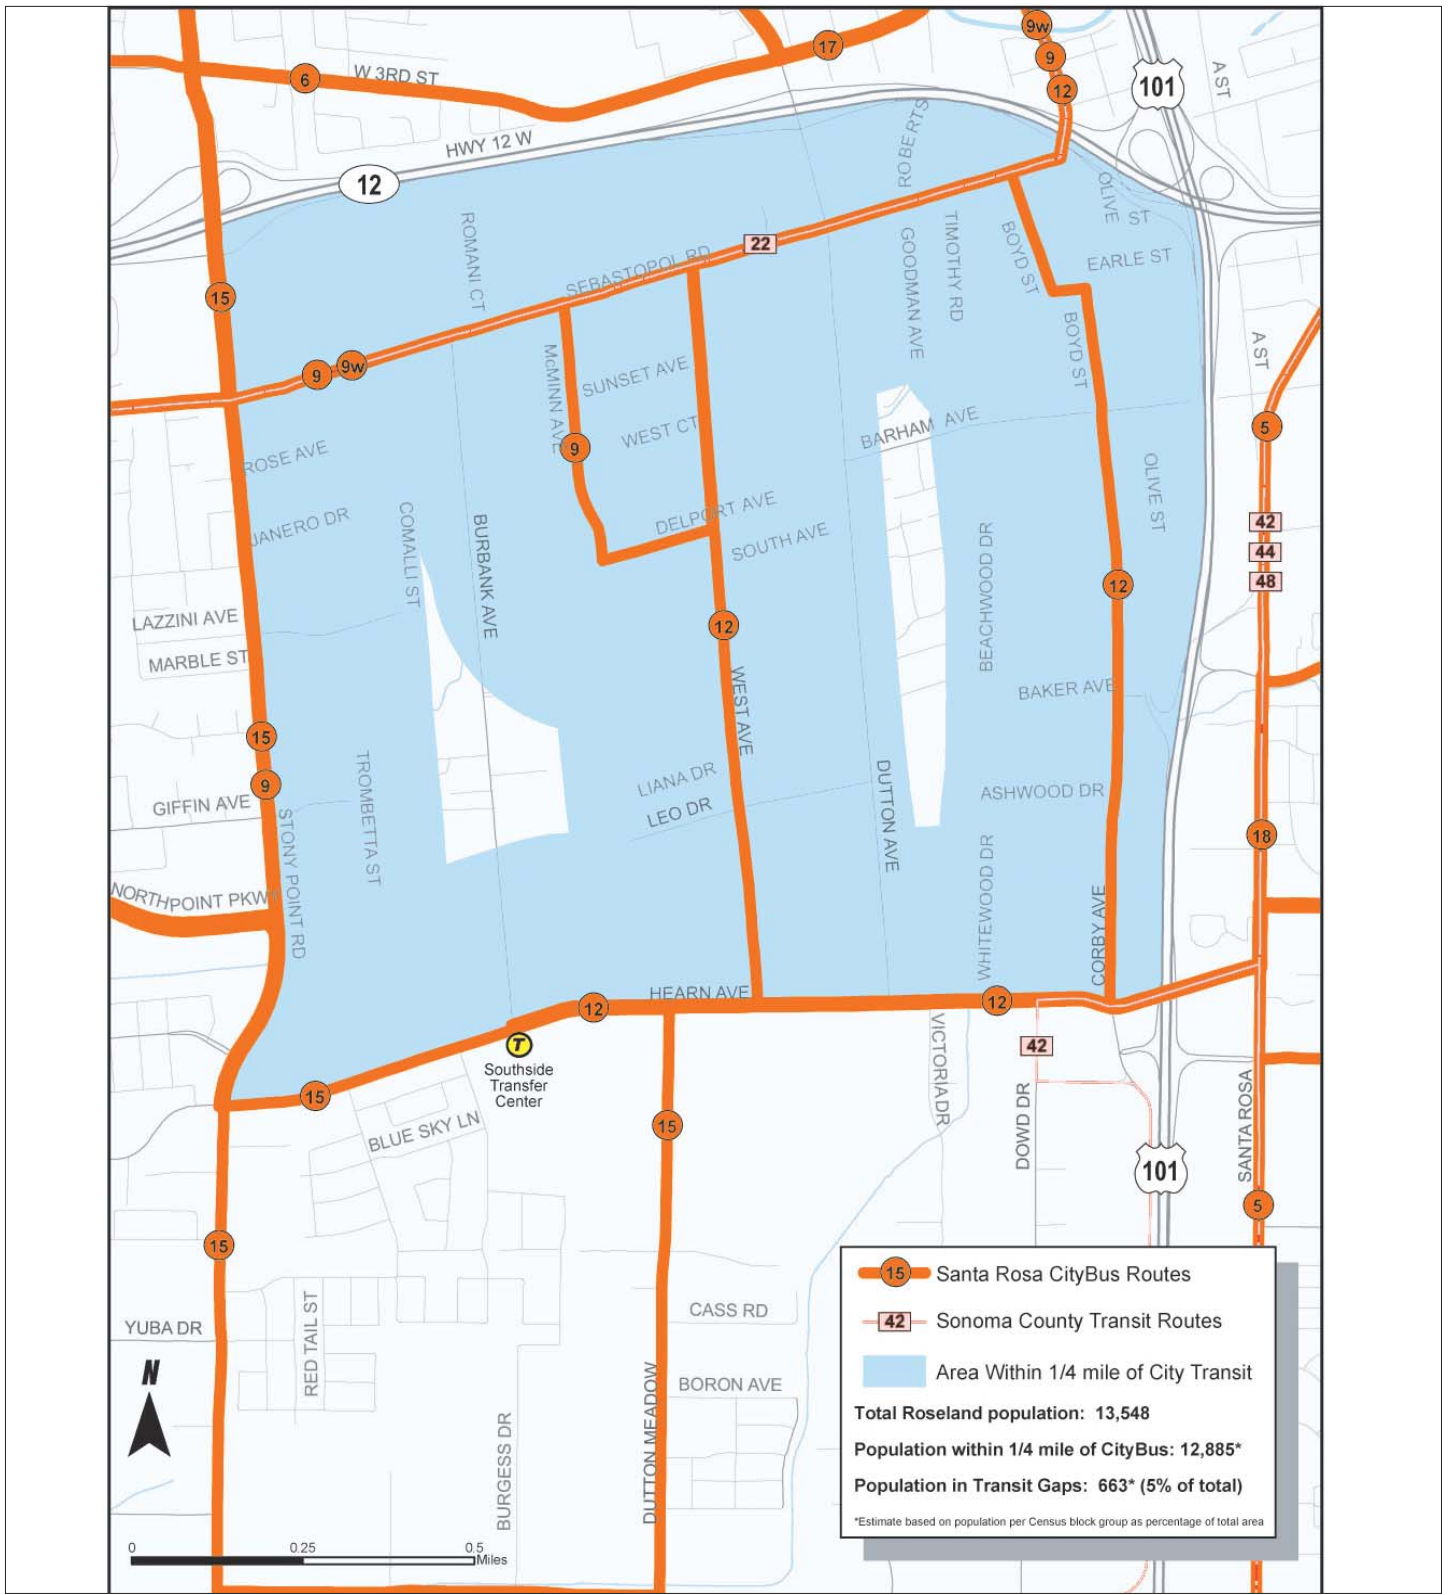 9w
17
9
6
W 3RD ST
12
101
A ST
HWY 12 W
ROBERTS
12
OLIVE ST
ROMANI CT
TIMOTHY RD
BOYD ST
22
GOODMAN AVE
EARLE ST
SEBASTOPOL RD
15
BOYD ST
A ST
McMINN AVE
SUNSET AVE
9
9w
5
WEST CT
BARHAM AVE
9
ROSE AVE
OLIVE ST
DELPORT AVE
JANERO DR
COMALLI ST
BURBANK AVE
SOUTH AVE
BEACHWOOD DR
42
44
48
12
LAZZINI AVE
12
MARBLE ST
WEST AVE
BAKER AVE
15
TROMBETTA ST
LIANA DR
DUTTON AVE
9
GIFFIN AVE
LEO DR
ASHWOOD DR
STONY POINT RD
18
WHITEWOOD DR
NORTHPOINT PKWY
CORBY AVE
HEARN AVE
12
12
T
Southside
Transfer
Center
VICTORIA DR
42
15
DOWD DR
SANTA ROSA
BLUE SKY LN
15
101
5
15
15 Santa Rosa CityBus Routes
42 Sonoma County Transit Routes
Area Within 1/4 mile of City Transit
Total Roseland population: 13,548
Population within 1/4 mile of CityBus: 12,885*
Population in Transit Gaps: 663* (5% of total)
*Estimate based on population per Census block group as percentage of total area
YUBA DR
RED TAIL ST
CASS RD
N
BORON AVE
DUTTON MEADOW
BURGESS DR
0 0.25 0.5
Miles